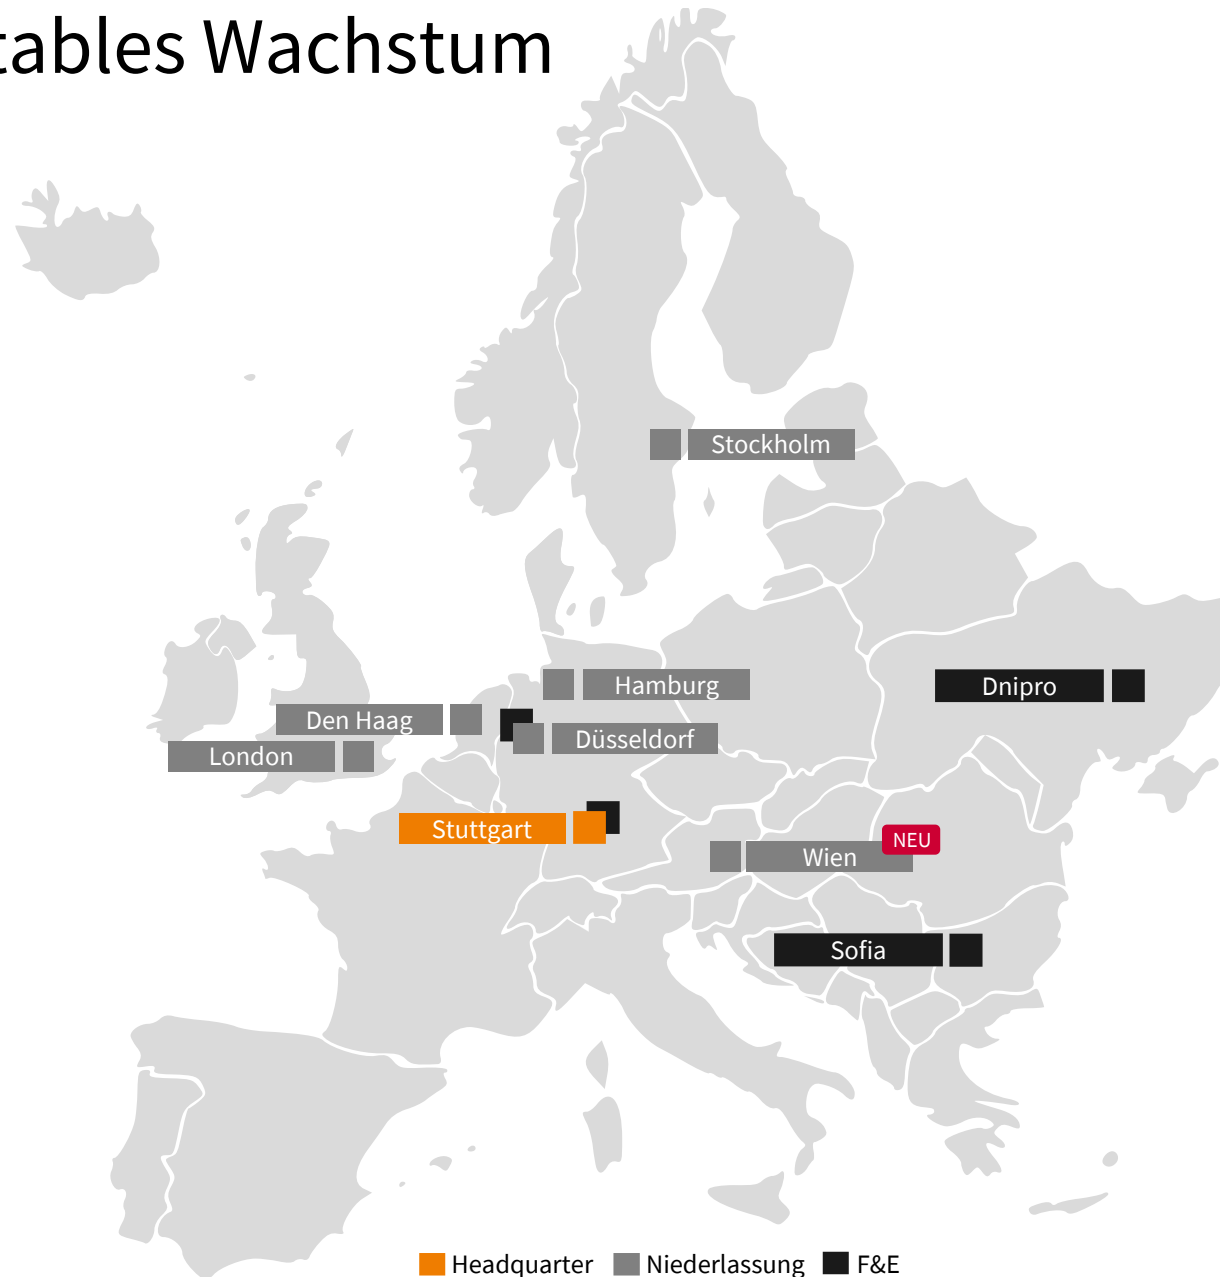 tables Wachstum
Stockholm
Hamburg
Dnipro
Den Haag
Düsseldorf
London
Stuttgart
NEU
Wien
Sofia
Headquarter Niederlassung F&E